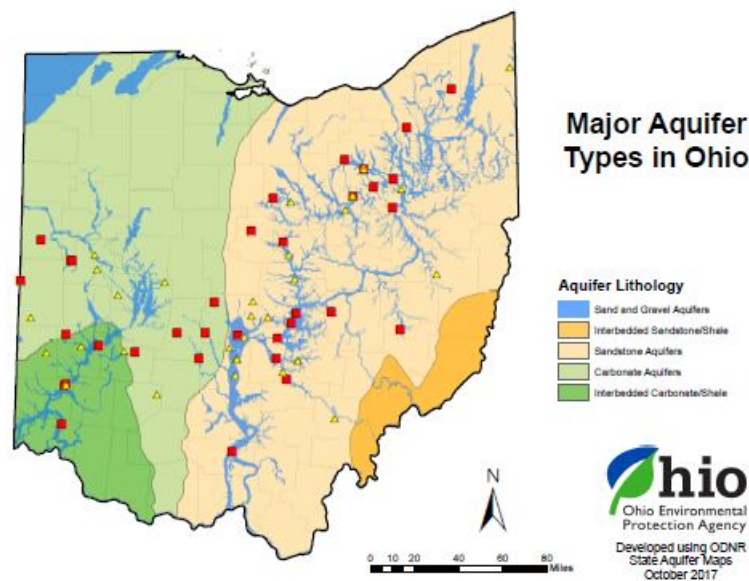 Major Aquifer
Types in Ohio
Aquifer Lithology
Sand and Gravel Aquifers
Interbedded Sandstone/Shale
Sandstone Aquifers
Carbonate Aquifers
Interbedded Carbonate/Shale
N
0 10 20 40 60 80
Miles
Ohio
Ohio Environmental
Protection Agency
Developed using ODNR
State Aquifer Maps
October 2017